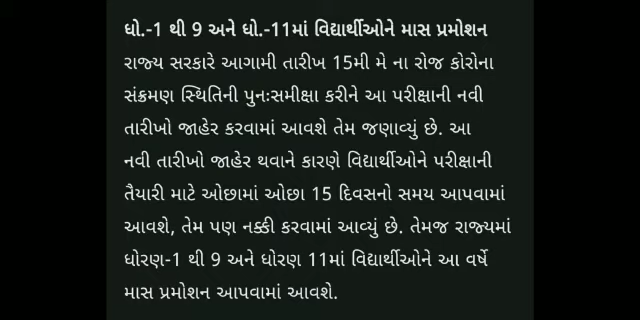 ધો.-1 થી 9 અને ધો.-11માં વિદ્યાર્થીઓને માસ પ્રમોશન
રાજ્ય સરકારે આગામી તારીખ 15મી મે ના રોજ કોરોના
સંક્રમણ સ્થિતિની પુનઃસમીક્ષા કરીને આ પરીક્ષાની નવી
તારીખો જાહેર કરવામાં આવશે તેમ જણાવ્યું છે. આ
નવી તારીખો જાહેર થવાને કારણે વિદ્યાર્થીઓને પરીક્ષાની
તૈયારી માટે ઓછામાં ઓછા 15 દિવસનો સમય આપવામાં
આવશે, તેમ પણ નક્કી કરવામાં આવ્યું છે. તેમજ રાજ્યમાં
ધોરણ-1 થી 9 અને ધોરણ 11માં વિદ્યાર્થીઓને આ વર્ષે
માસ પ્રમોશન આપવામાં આવશે.